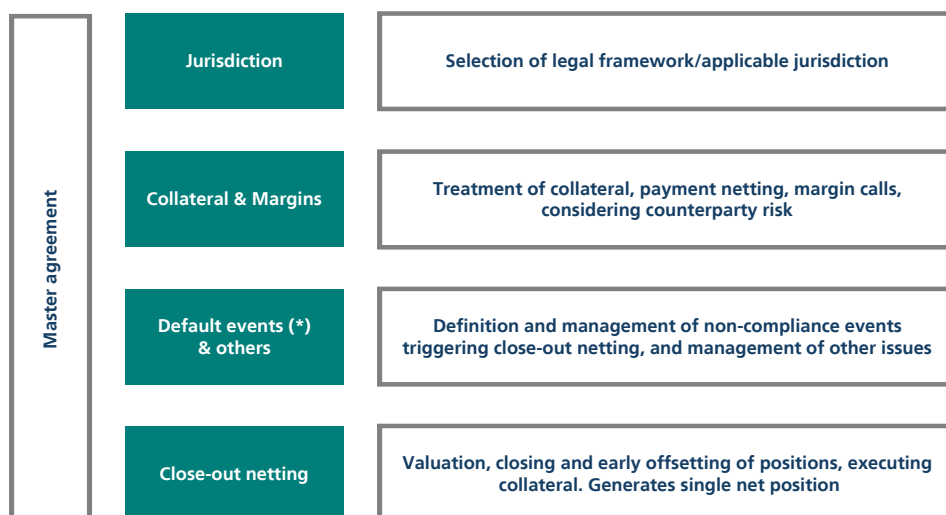 Master agreement
Jurisdiction
Selection of legal framework/applicable jurisdiction
Collateral & Margins
Treatment of collateral, payment netting, margin calls,
considering counterparty risk
Default events (*)
& others
Definition and management of non-compliance events
triggering close-out netting, and management of other issues
Close-out netting
Valuation, closing and early offsetting of positions, executing
collateral. Generates single net position